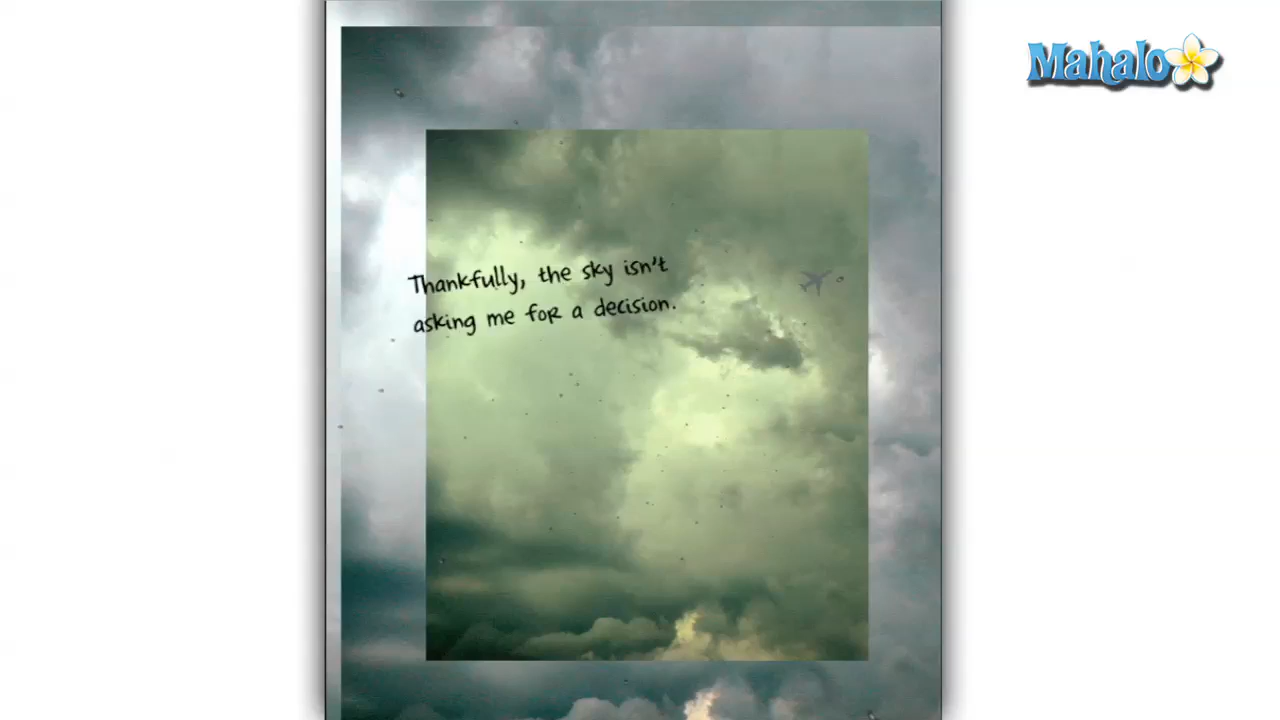 Mahalo
Thankfully, the sky isn't
asking me for a decision.